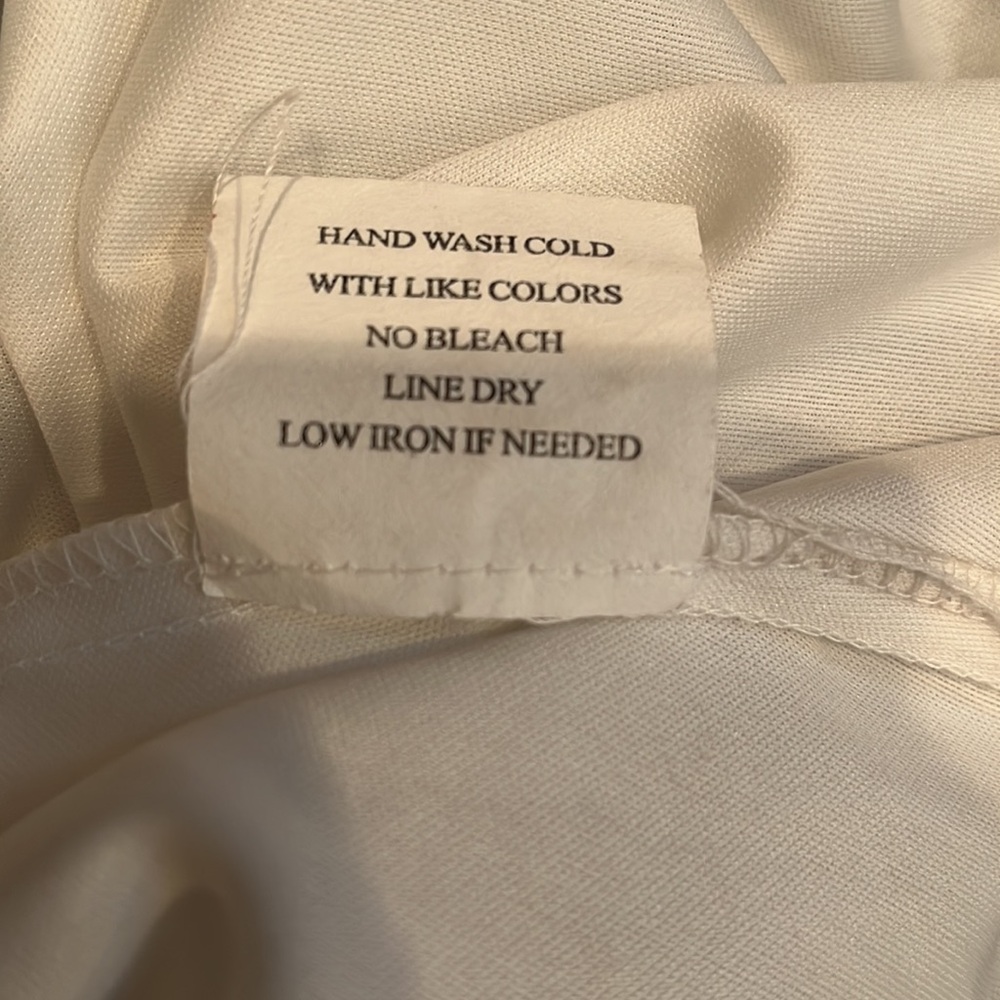 HAND WASH COLD
WITH LIKE COLORS
NO BLEACH
LINE DRY
LOW IRON IF NEEDED